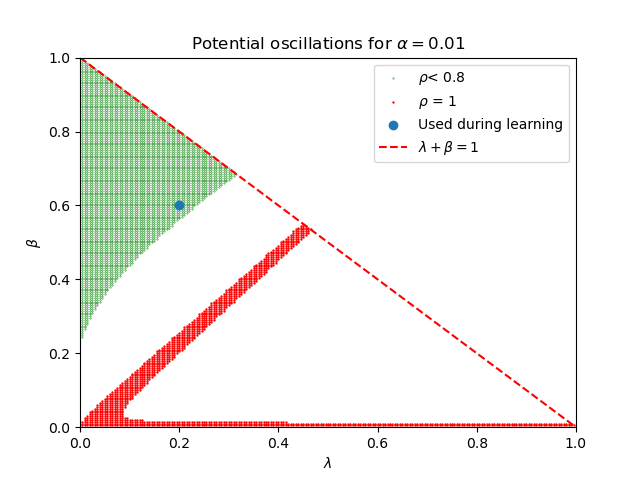 Potential oscillations for α = 0.01
1.0
0.8
0.6
0.4
0.2
0.0
β
ρ< 0.8
ρ = 1
Used during learning
λ + β = 1
0.0 0.2 0.4 0.6 0.8 1.0
λ